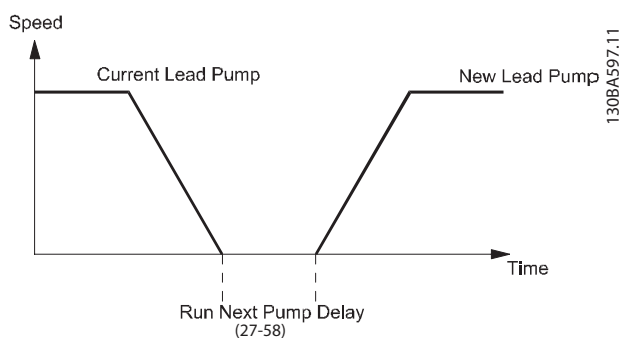 Speed
Current Lead Pump
New Lead Pump
130BA597.11
Time
Run Next Pump Delay
(27-58)